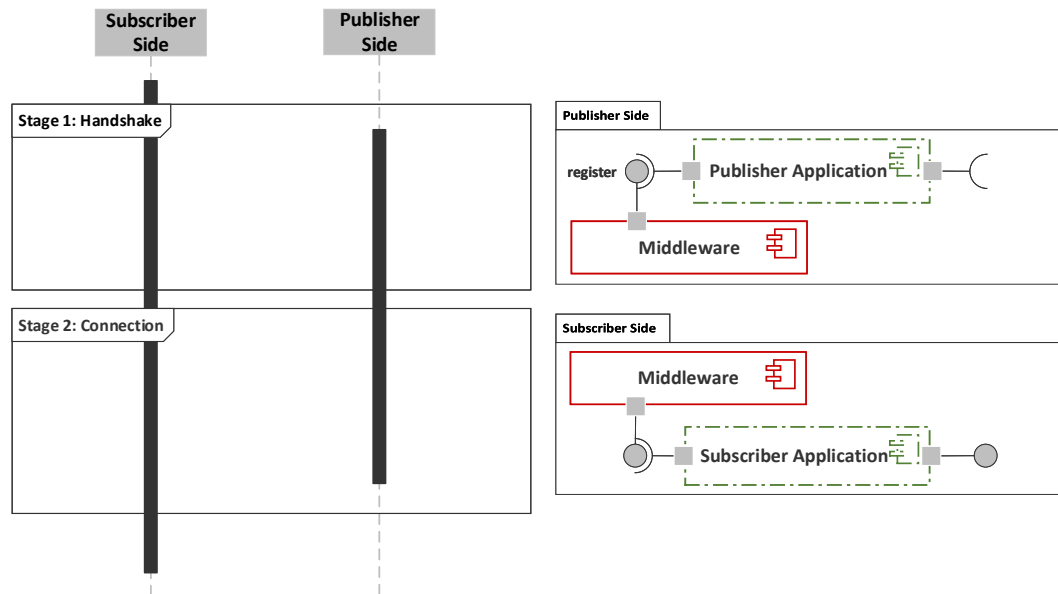 Subscriber
Side
Publisher
Side
Stage 1: Handshake
Stage 2: Connection
Publisher Side
register
Publisher Application
Middleware
Subscriber Side
Middleware
Subscriber Application